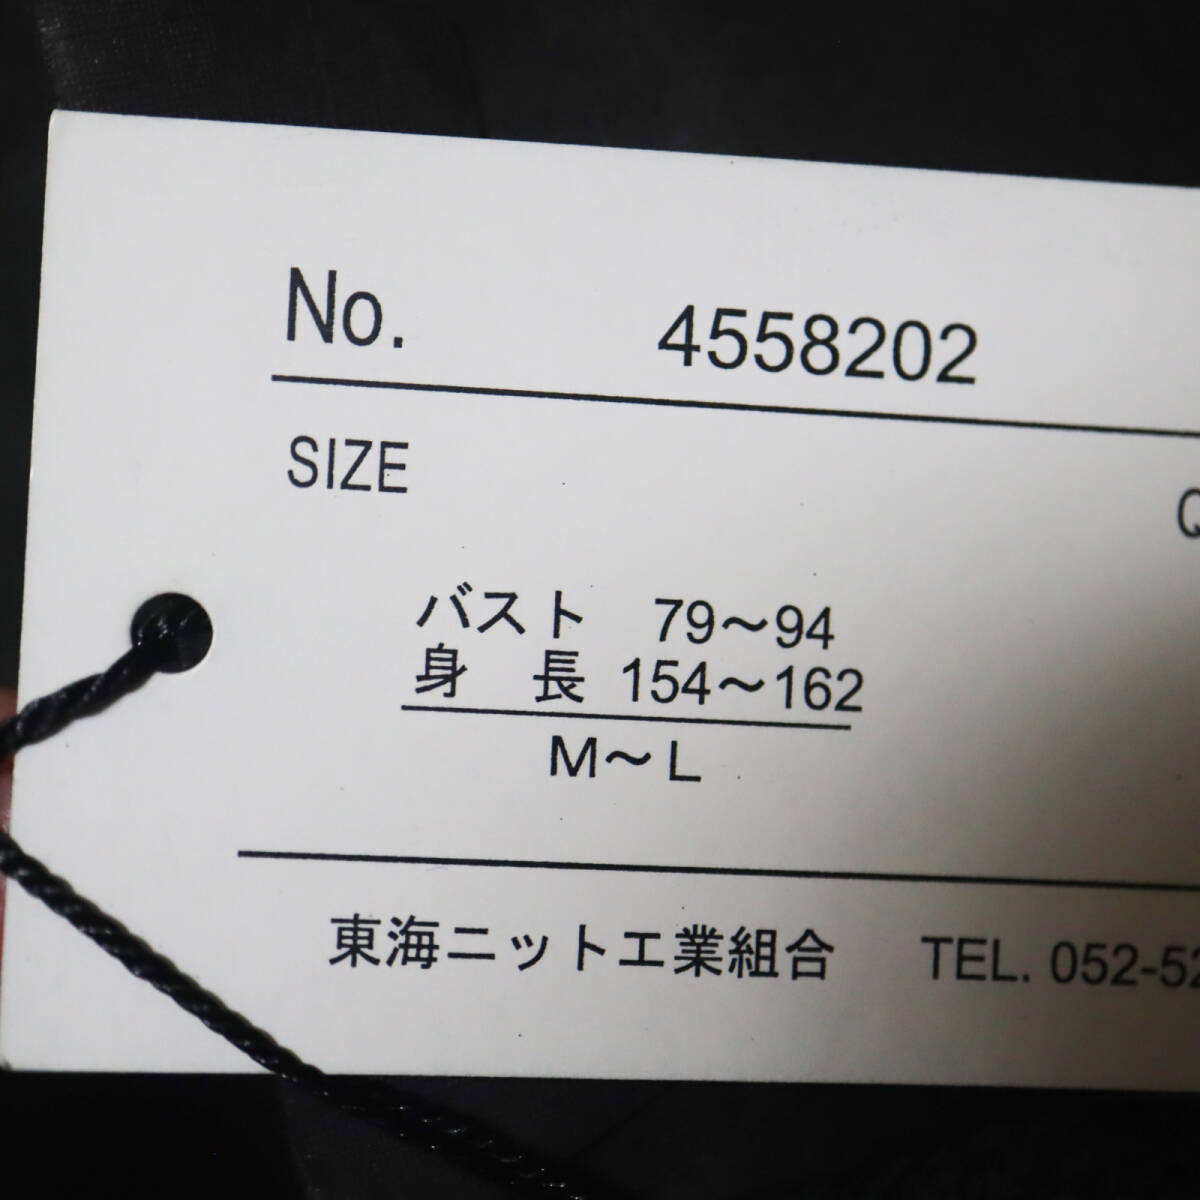 No. 4558202
SIZE
Q
バスト 79～94
身 長 154～162
M～L
東海ニット工業組合 TEL. 052-52